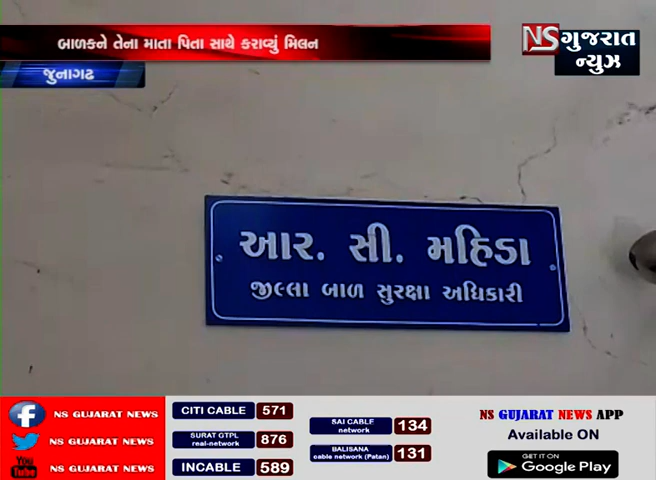 બાળકને તેના માતા પિતા સાથે કરાવ્યું મિલન
NS ગુજરાત
ન્યુઝ
જુનાગઢ
આર. સી. મહિડા
જીલ્લા બાળ સુરક્ષા અધિકારી
NS GUJARAT NEWS
NS GUJARAT NEWS
You Tube NS GUJARAT NEWS
CITI CABLE 571
SURAT GTPL
real-network 876
INCABLE 589
SAI CABLE
network 134
BALISANA
cable network (Patan) 131
NS GUJARAT NEWS APP
Available ON
GET IT ON
Google Play